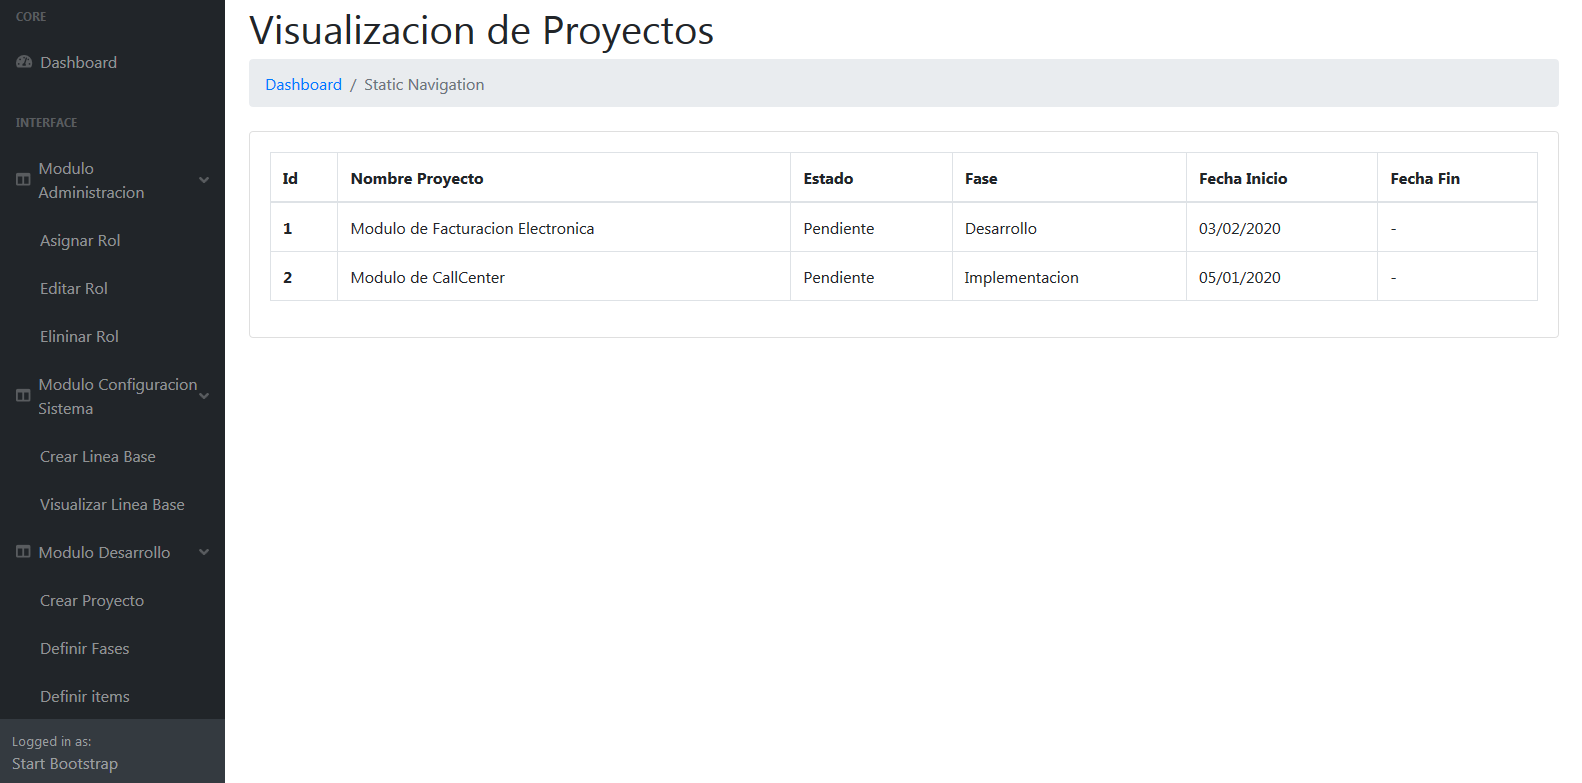 CORE
Dashboard
INTERFACE
Modulo
Administracion
Asignar Rol
Editar Rol
Elininar Rol
Modulo Configuracion
Sistema
Crear Linea Base
Visualizar Linea Base
Modulo Desarrollo
Crear Proyecto
Definir Fases
Definir items
Logged in as:
Start Bootstrap
Visualizacion de Proyectos
Dashboard / Static Navigation
Id Nombre Proyecto Estado Fase Fecha Inicio Fecha Fin
1 Modulo de Facturacion Electronica Pendiente Desarrollo 03/02/2020 -
2 Modulo de CallCenter Pendiente Implementacion 05/01/2020 -